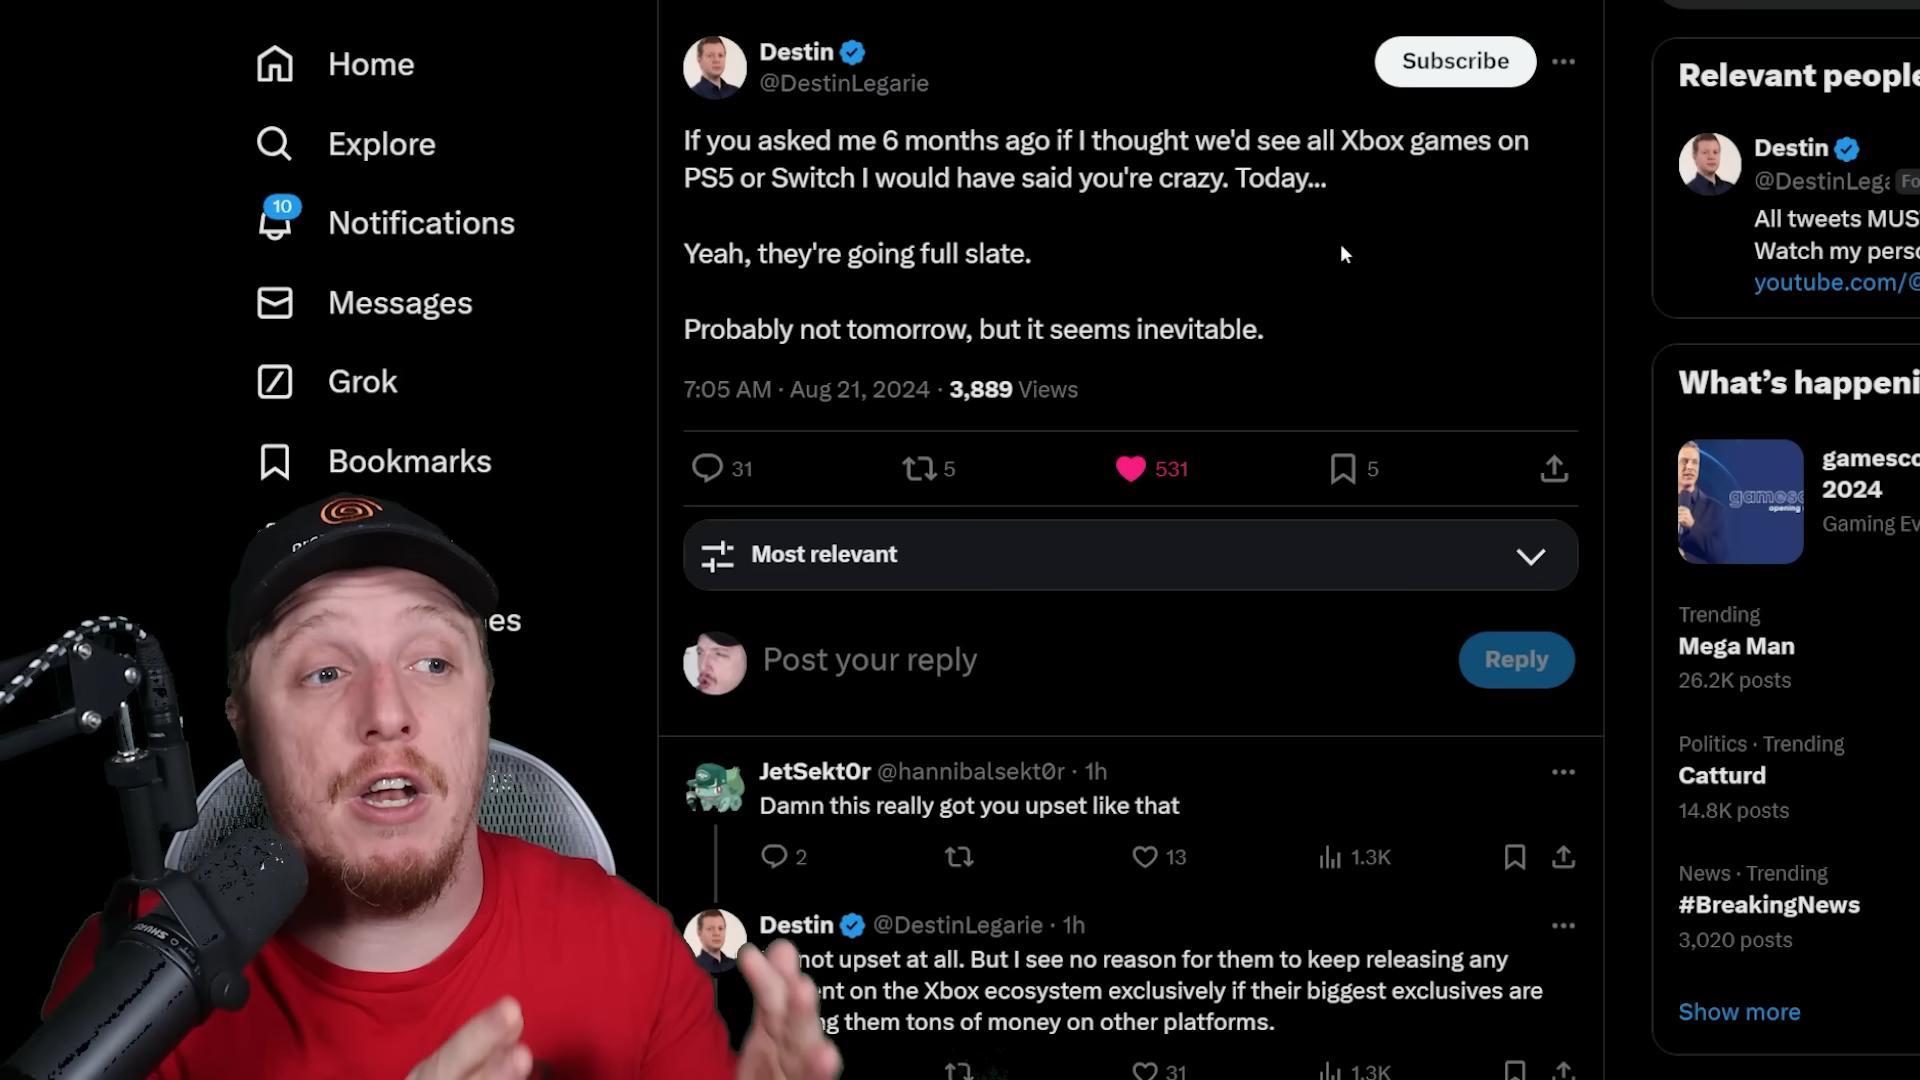 Home
Explore
10
Notifications
Messages
Grok
Bookmarks
es
Destin
@DestinLegarie
Subscribe
If you asked me 6 months ago if I thought we'd see all Xbox games on
PS5 or Switch I would have said you're crazy. Today...
Yeah, they're going full slate.
Probably not tomorrow, but it seems inevitable.
7:05 AM · Aug 21, 2024 · 3,889 Views
31
5
531
5
Most relevant
Post your reply
Reply
JetSekt0r @hannibalsekt0r · 1h
Damn this really got you upset like that
2
13
1.3K
Destin @DestinLegarie · 1h
not upset at all. But I see no reason for them to keep releasing any
nt on the Xbox ecosystem exclusively if their biggest exclusives are
g them tons of money on other platforms.
31
1.3K
Relevant people
Destin
@DestinLega Fo
All tweets MUS
Watch my perso
youtube.com/@
What's happeni
gamesco
2024
Gaming Ev
gamesc
opening
Trending
Mega Man
26.2K posts
Politics · Trending
Catturd
14.8K posts
News · Trending
#BreakingNews
3,020 posts
Show more
SHURE